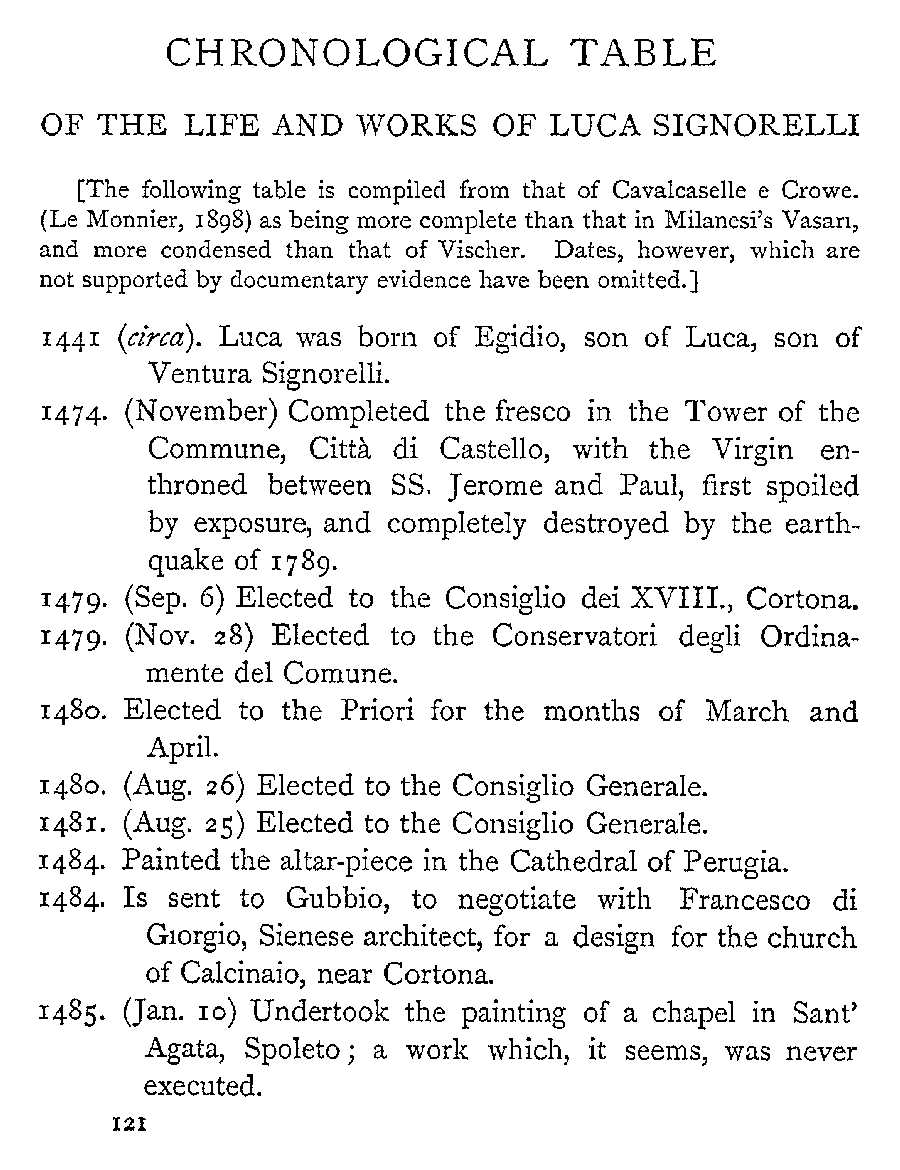 CHRONOLOGICAL TABLE
OF THE LIFE AND WORKS OF LUCA SIGNORELLI
[The following table is compiled from that of Cavalcaselle e Crowe.
(Le Monnier, 1898) as being more complete than that in Milanesi's Vasari,
and more condensed than that of Vischer. Dates, however, which are
not supported by documentary evidence have been omitted.]
1441 (circa). Luca was born of Egidio, son of Luca, son of
Ventura Signorelli.
1474. (November) Completed the fresco in the Tower of the
Commune, Città di Castello, with the Virgin en-
throned between SS. Jerome and Paul, first spoiled
by exposure, and completely destroyed by the earth-
quake of 1789.
1479. (Sep. 6) Elected to the Consiglio dei XVIII., Cortona.
1479. (Nov. 28) Elected to the Conservatori degli Ordina-
mente del Comune.
1480. Elected to the Priori for the months of March and
April.
1480. (Aug. 26) Elected to the Consiglio Generale.
1481. (Aug. 25) Elected to the Consiglio Generale.
1484. Painted the altar-piece in the Cathedral of Perugia.
1484. Is sent to Gubbio, to negotiate with Francesco di
Giorgio, Sienese architect, for a design for the church
of Calcinaio, near Cortona.
1485. (Jan. 10) Undertook the painting of a chapel in Sant'
Agata, Spoleto; a work which, it seems, was never
executed.
121